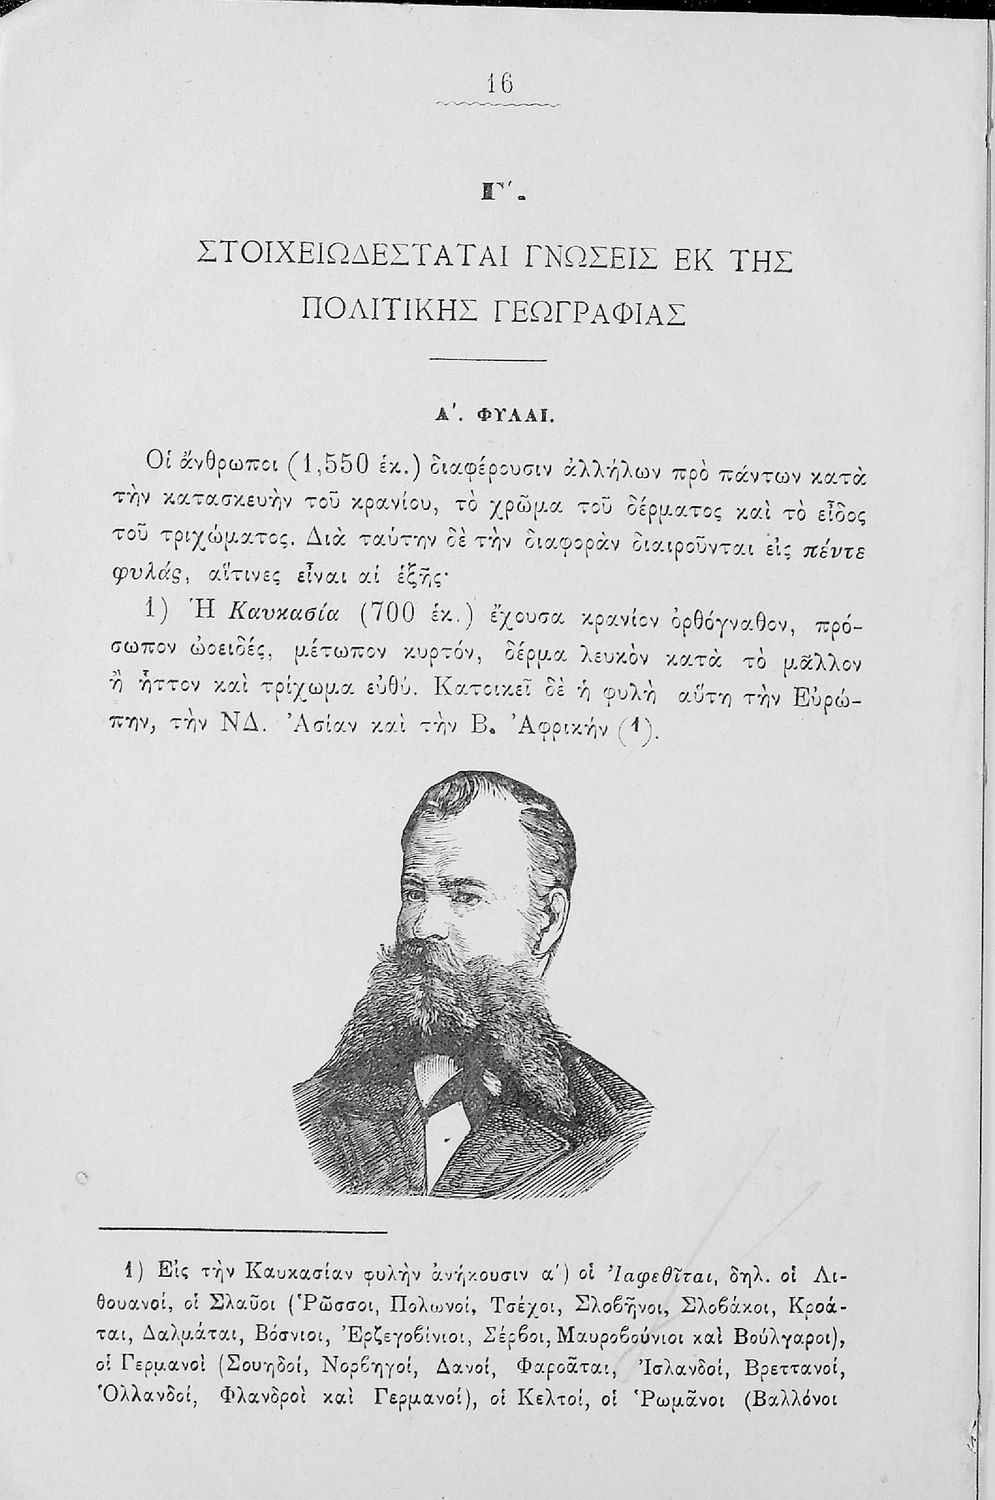 16
Γ΄.
ΣΤΟΙΧΕΙΩΔΕΣΤΑΤΑΙ ΓΝΩΣΕΙΣ ΕΚ ΤΗΣ
ΠΟΛΙΤΙΚΗΣ ΓΕΩΓΡΑΦΙΑΣ
Α΄. ΦΥΛΑΙ.
Οἱ ἄνθρωποι (1,550 ἑκ.) διαφέρουσιν ἀλλήλων πρὸ πάντων κατὰ
τὴν κατασκευὴν τοῦ κρανίου, τὸ χρῶμα τοῦ δέρματος καὶ τὸ εἶδος
τοῦ τριχώματος. Διὰ ταύτην δὲ τὴν διαφορὰν διαιροῦνται εἰς πέντε
φυλάς, αἵτινες εἶναι αἱ ἑξῆς·
1) Ἡ Καυκασία (700 ἑκ.) ἔχουσα κρανίον ὀρθόγναθον, πρό-
σωπον ὠοειδές, μέτωπον κυρτόν, δέρμα λευκὸν κατὰ τὸ μᾶλλον
ἢ ἧττον καὶ τρίχωμα εὐθύ. Κατοικεῖ δὲ ἡ φυλὴ αὕτη τὴν Εὐρώ-
πην, τὴν ΝΔ. Ἀσίαν καὶ τὴν Β. Ἀφρικήν (1).
1) Εἰς τὴν Καυκασίαν φυλὴν ἀνήκουσιν α΄) οἱ Ἰαφεθῖται, δηλ. οἱ Λι-
θουανοί, οἱ Σλαῦοι (Ῥῶσσοι, Πολωνοί, Τσέχοι, Σλοβῆνοι, Σλοβάκοι, Κροά-
ται, Δαλμάται, Βόσνιοι, Ἐρζεγοβίνιοι, Σέρβοι, Μαυροβούνιοι καὶ Βούλγαροι),
οἱ Γερμανοὶ (Σουηδοί, Νορβηγοί, Δανοί, Φαροᾶται, Ἰσλανδοί, Βρεττανοί,
Ὁλλανδοί, Φλανδροὶ καὶ Γερμανοί), οἱ Κελτοί, οἱ Ῥωμᾶνοι (Βαλλόνοι